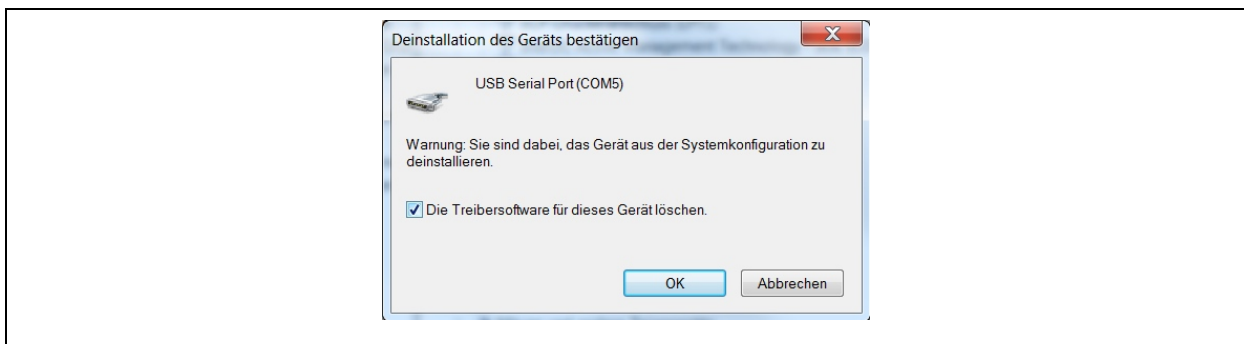 Deinstallation des Geräts bestätigen
USB Serial Port (COM5)
Warnung: Sie sind dabei, das Gerät aus der Systemkonfiguration zu
deinstallieren.
Die Treibersoftware für dieses Gerät löschen.
OK
Abbrechen